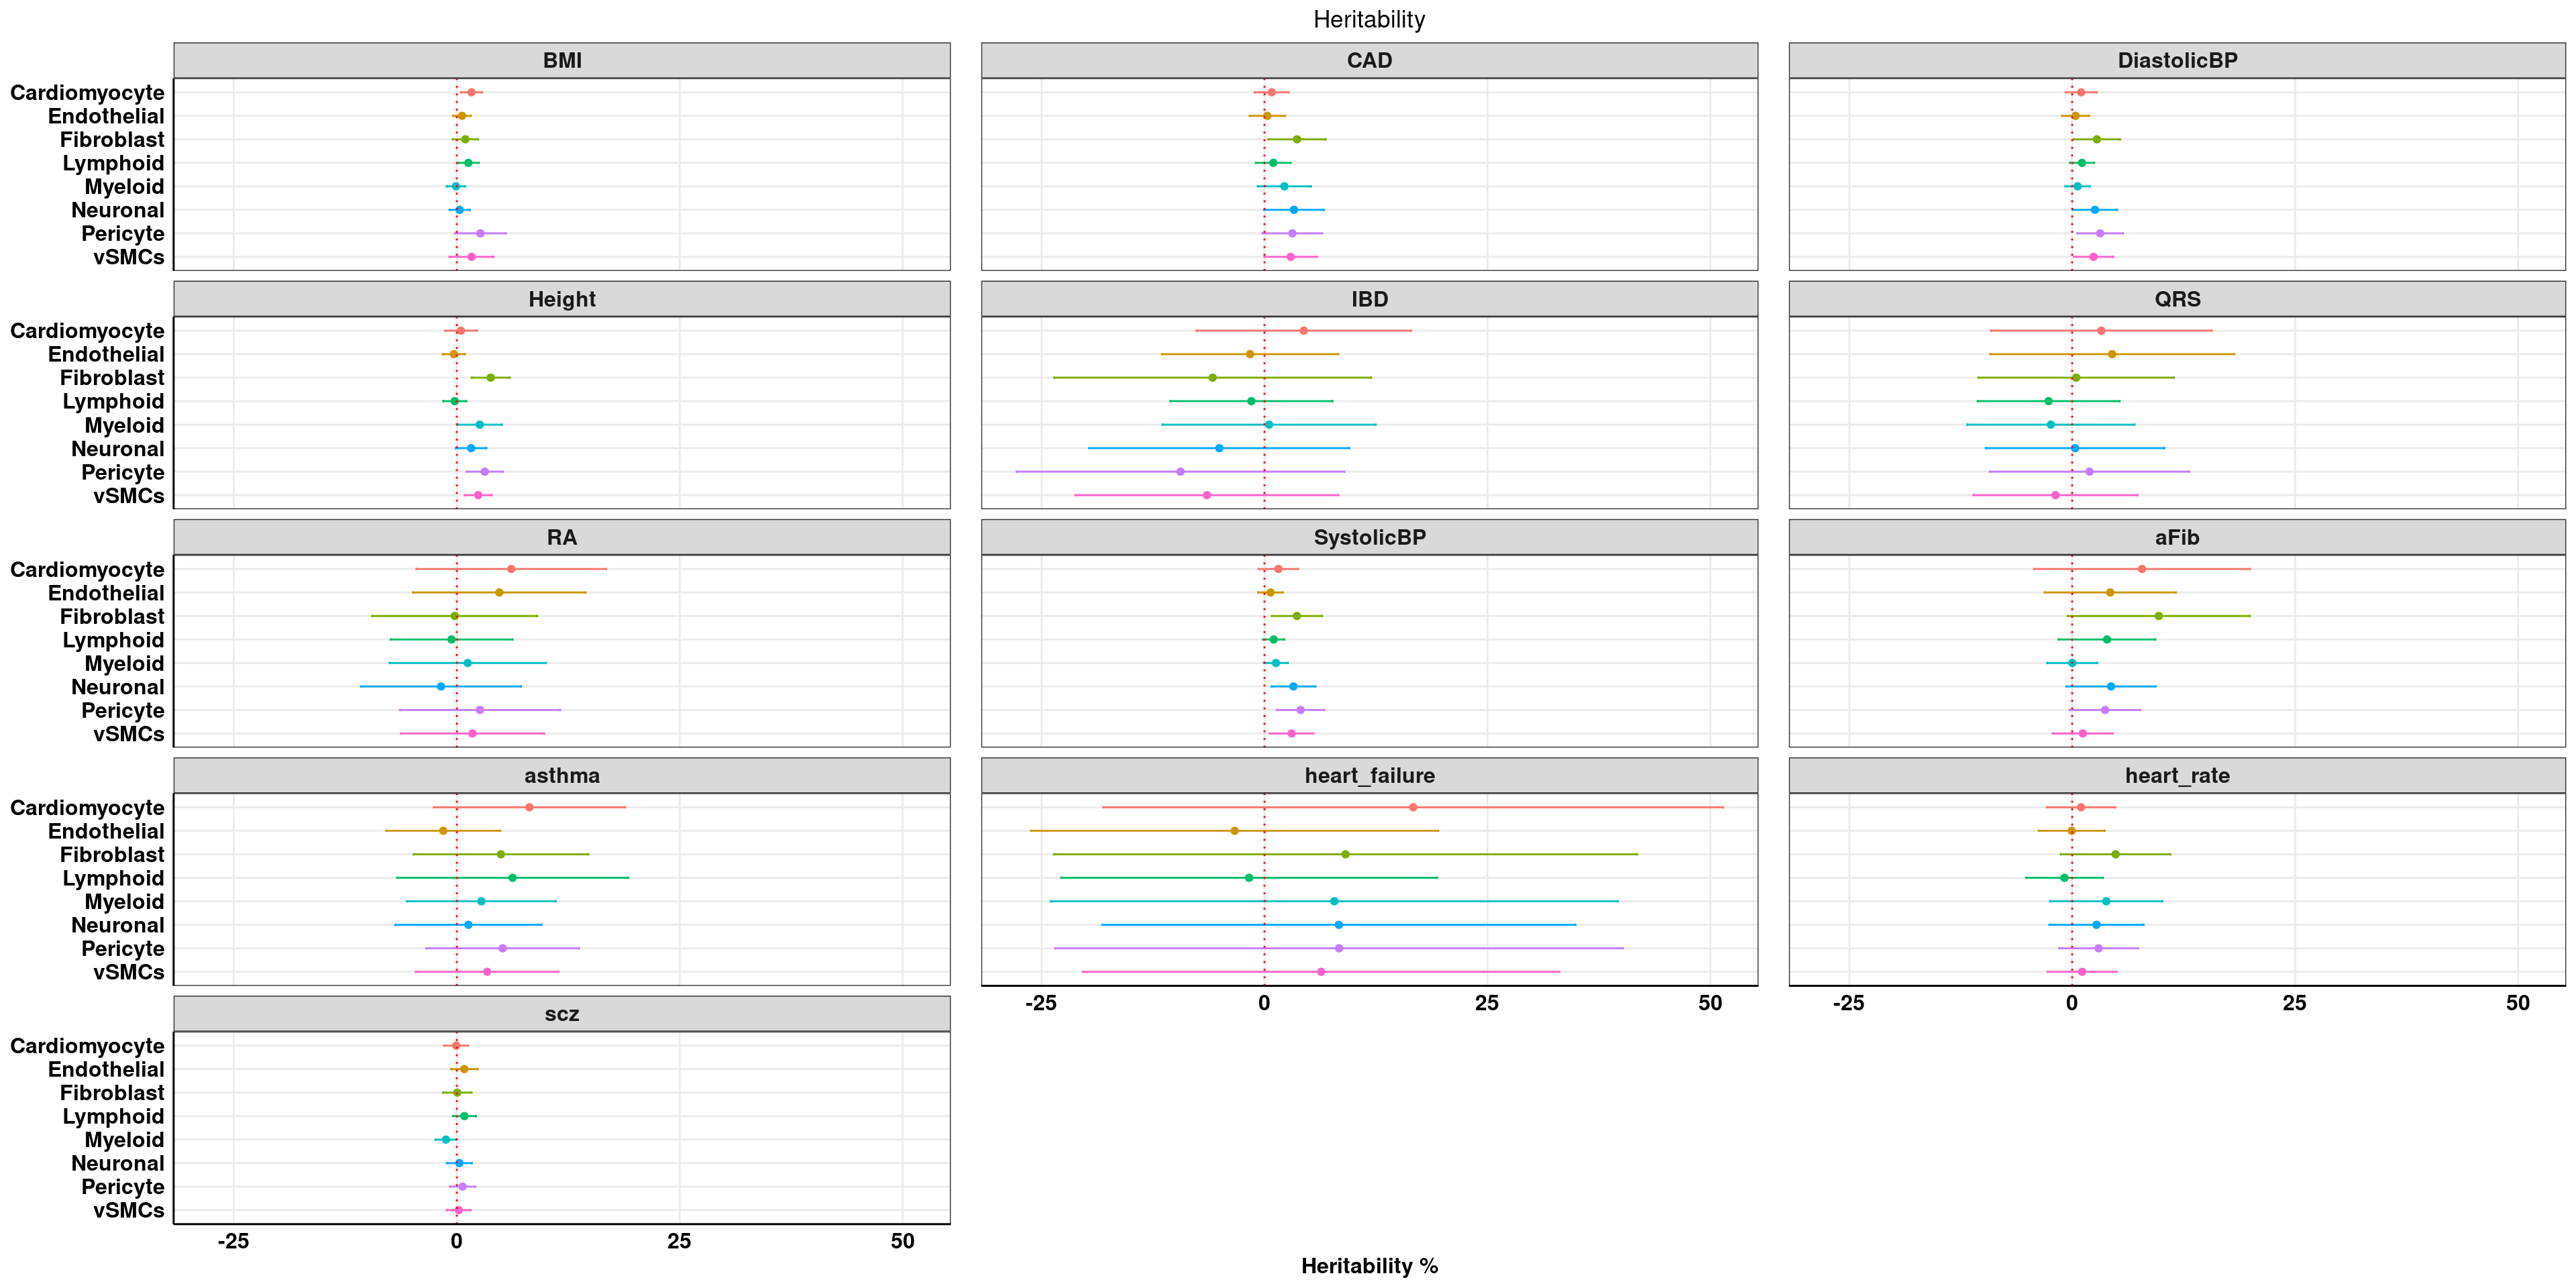 Heritability
BMI
CAD
DiastolicBP
Cardiomyocyte
Endothelial
Fibroblast
Lymphoid
Myeloid
Neuronal
Pericyte
vSMCs
Height
IBD
QRS
Cardiomyocyte
Endothelial
Fibroblast
Lymphoid
Myeloid
Neuronal
Pericyte
vSMCs
RA
SystolicBP
aFib
Cardiomyocyte
Endothelial
Fibroblast
Lymphoid
Myeloid
Neuronal
Pericyte
vSMCs
asthma
heart_failure
heart_rate
Cardiomyocyte
Endothelial
Fibroblast
Lymphoid
Myeloid
Neuronal
Pericyte
vSMCs
-25 0 25 50
-25 0 25 50
scz
Cardiomyocyte
Endothelial
Fibroblast
Lymphoid
Myeloid
Neuronal
Pericyte
vSMCs
-25 0 25 50
Heritability %